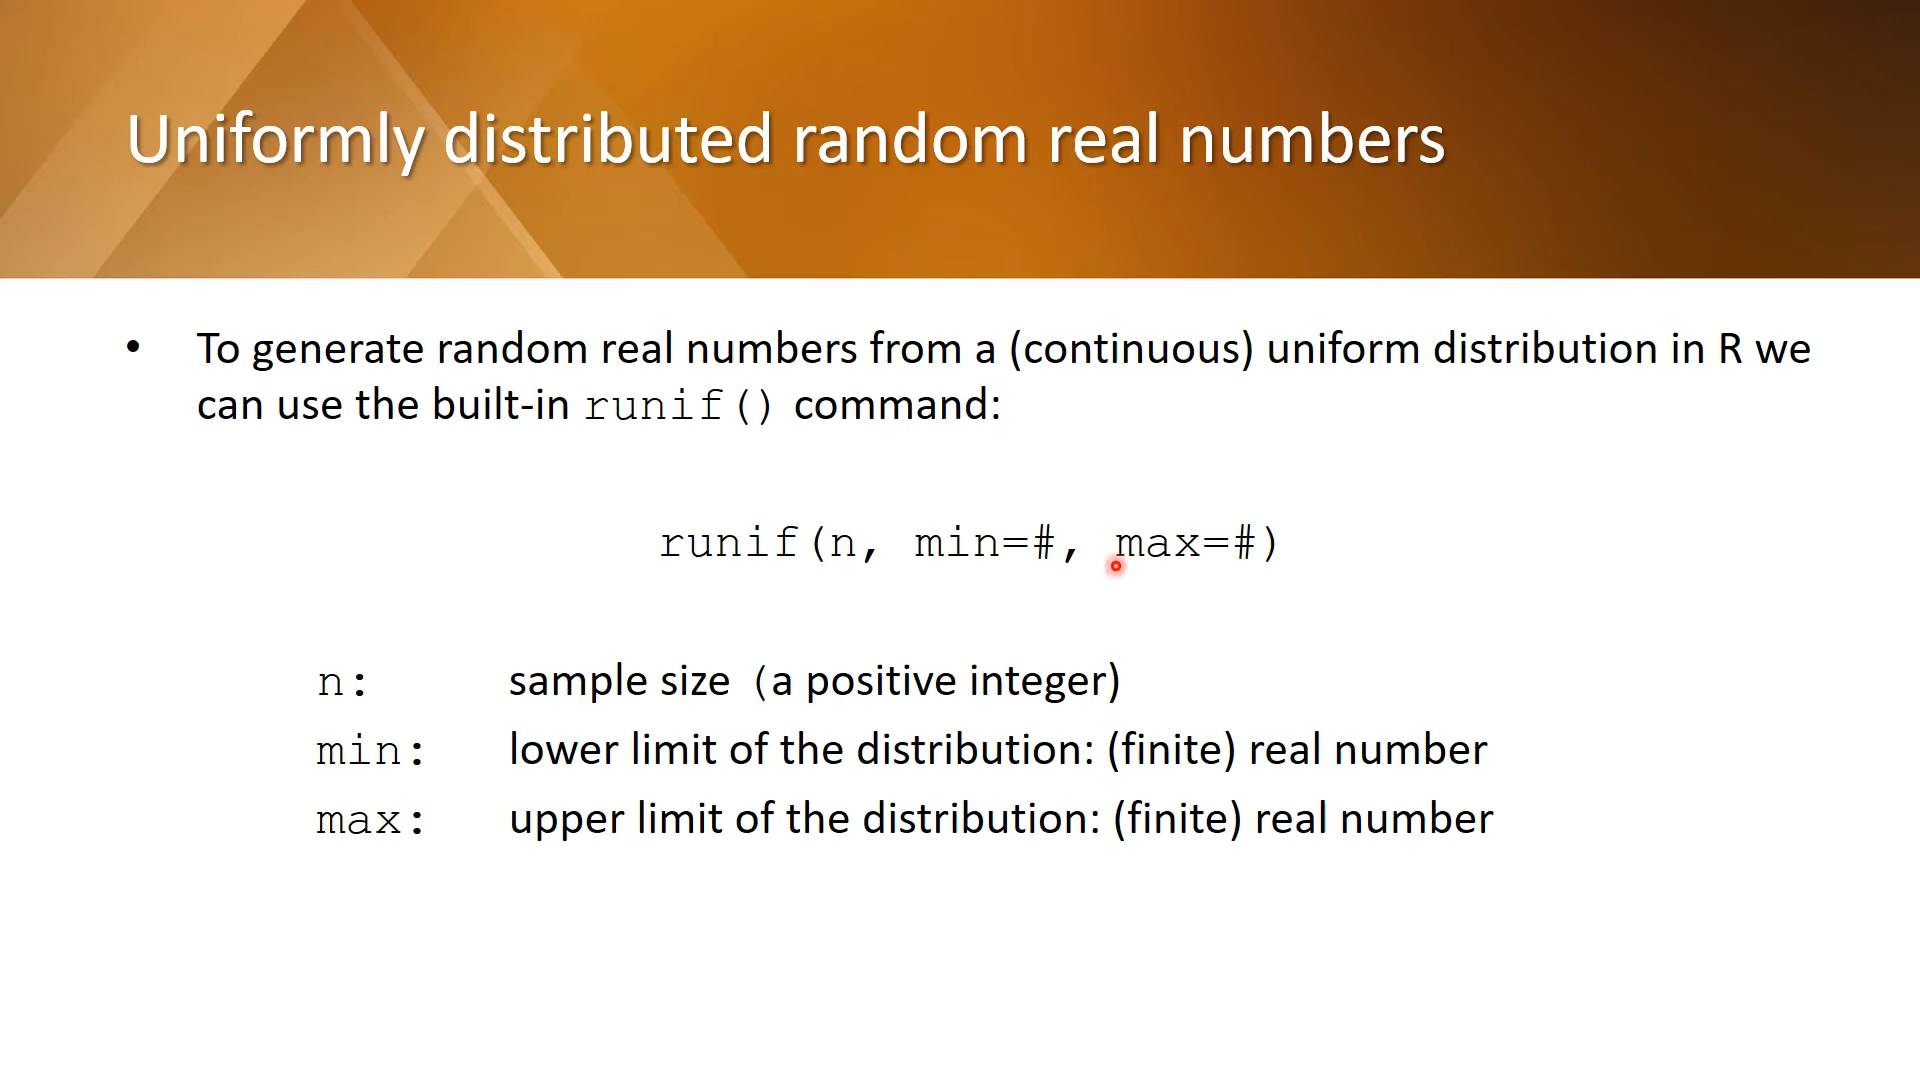 Uniformly distributed random real numbers
• To generate random real numbers from a (continuous) uniform distribution in R we
can use the built-in runif() command:
runif(n, min=#, max=#)
n: sample size (a positive integer)
min: lower limit of the distribution: (finite) real number
max: upper limit of the distribution: (finite) real number